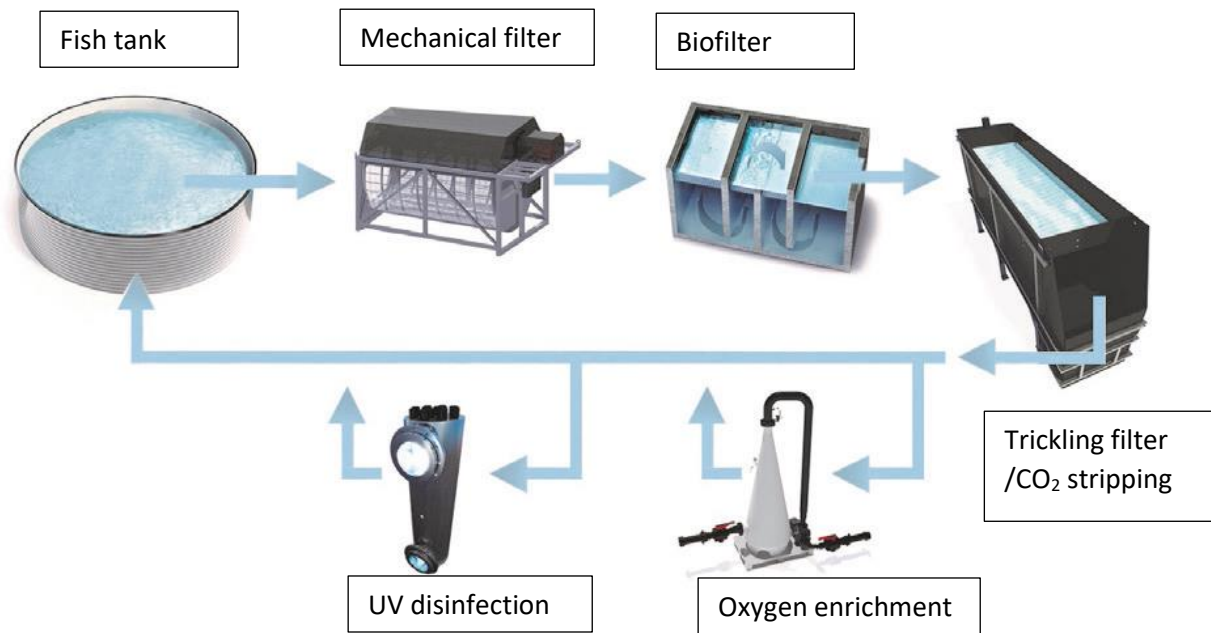 Fish tank
Mechanical filter
Biofilter
Trickling filter
/CO₂ stripping
UV disinfection
Oxygen enrichment